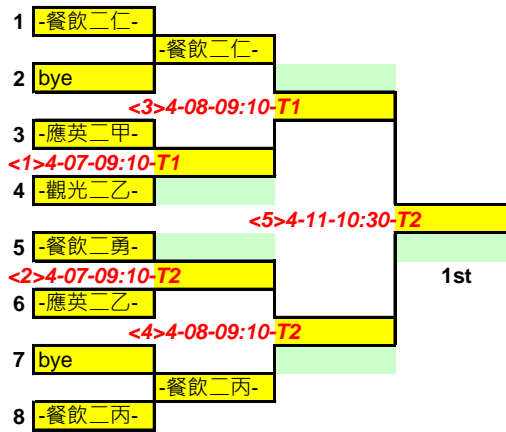 1 -餐飲二仁-
-餐飲二仁-
2 bye
<3>4-08-09:10-T1
3 -應英二甲-
<1>4-07-09:10-T1
4 -觀光二乙-
<5>4-11-10:30-T2
5 -餐飲二勇-
<2>4-07-09:10-T2
1st
6 -應英二乙-
<4>4-08-09:10-T2
7 bye
-餐飲二丙-
8 -餐飲二丙-